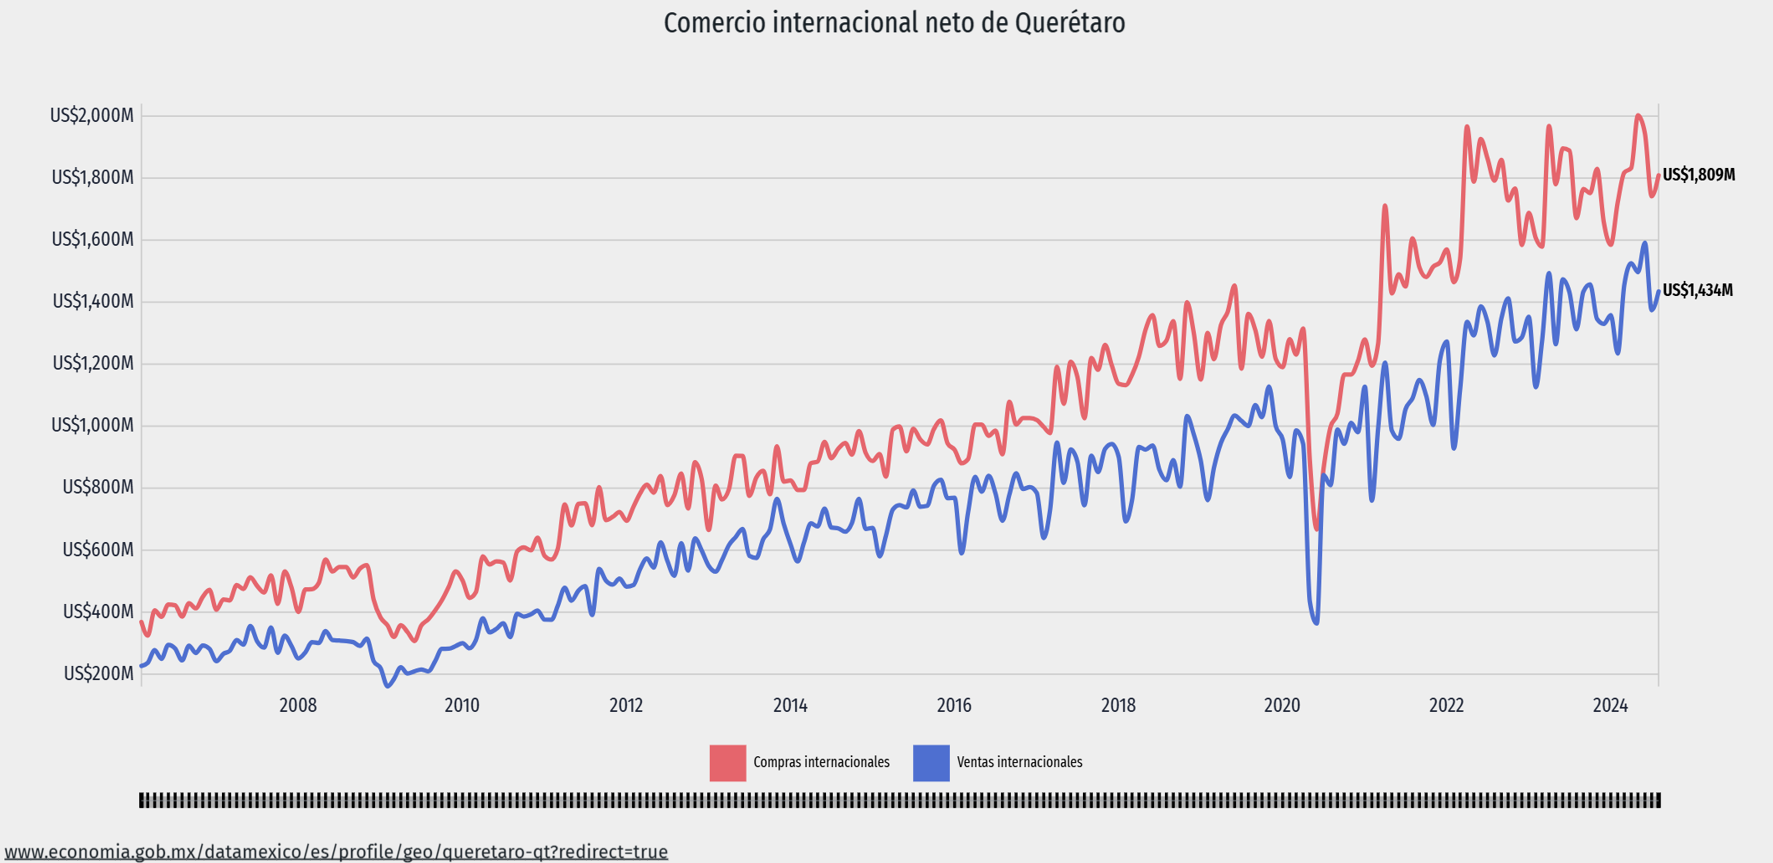 Comercio internacional neto de Querétaro
US$2,000M
US$1,800M
US$1,809M
US$1,600M
US$1,400M
US$1,434M
US$1,200M
US$1,000M
US$800M
US$600M
US$400M
US$200M
2008 2010 2012 2014 2016 2018 2020 2022 2024
Compras internacionales Ventas internacionales
www.economia.gob.mx/datamexico/es/profile/geo/queretaro-qt?redirect=true